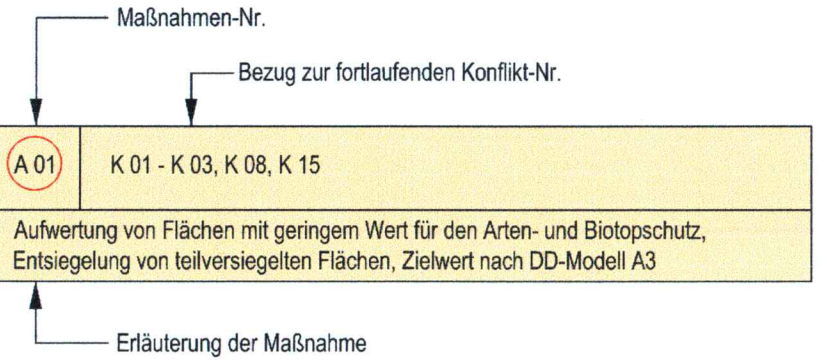 Maßnahmen-Nr.
Bezug zur fortlaufenden Konflikt-Nr.
A 01 K 01 - K 03, K 08, K 15
Aufwertung von Flächen mit geringem Wert für den Arten- und Biotopschutz,
Entsiegelung von teilversiegelten Flächen, Zielwert nach DD-Modell A3
Erläuterung der Maßnahme